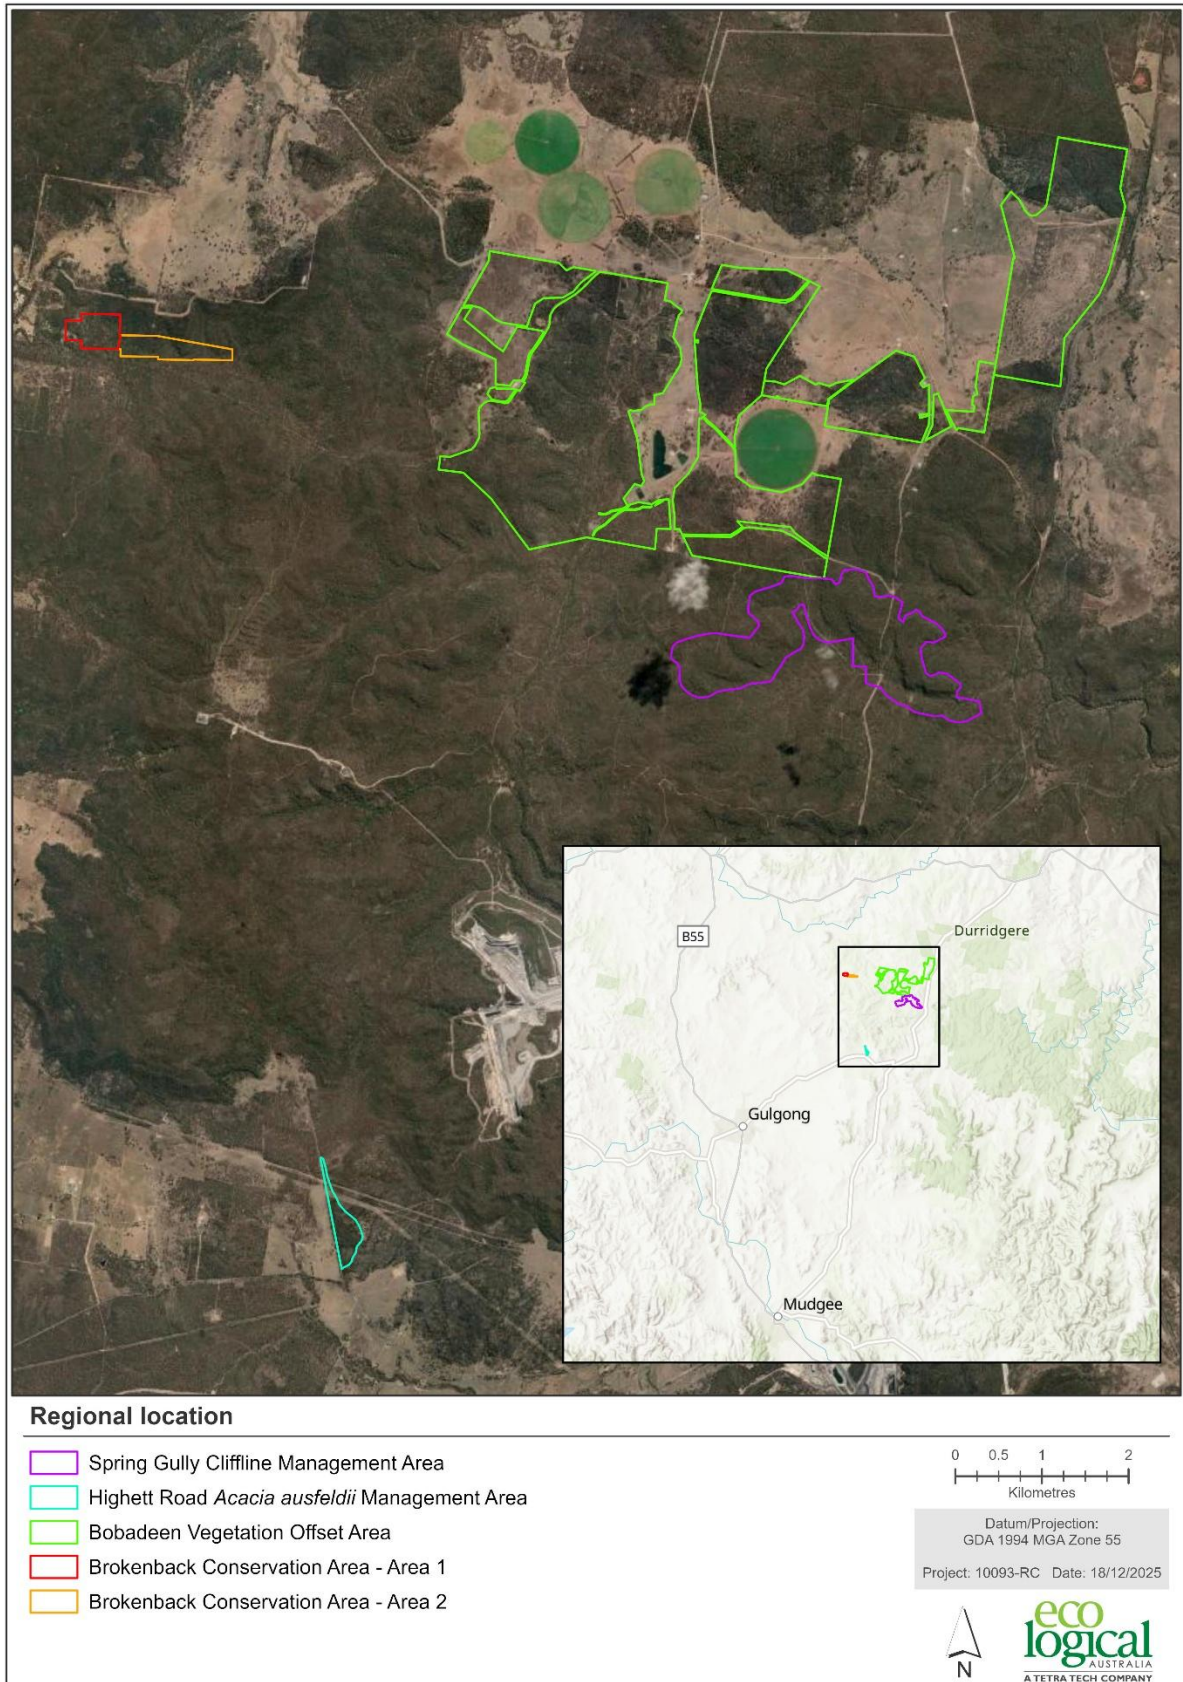 Durridgere
B55
Gulgong
Mudgee
Regional location
Spring Gully Cliffline Management Area
Highett Road Acacia ausfeldii Management Area
Bobadeen Vegetation Offset Area
Brokenback Conservation Area - Area 1
Brokenback Conservation Area - Area 2
0 0.5 1 2
Kilometres
Datum/Projection:
GDA 1994 MGA Zone 55
Project: 10093-RC Date: 18/12/2025
N
eco
logical
AUSTRALIA
A TETRA TECH COMPANY